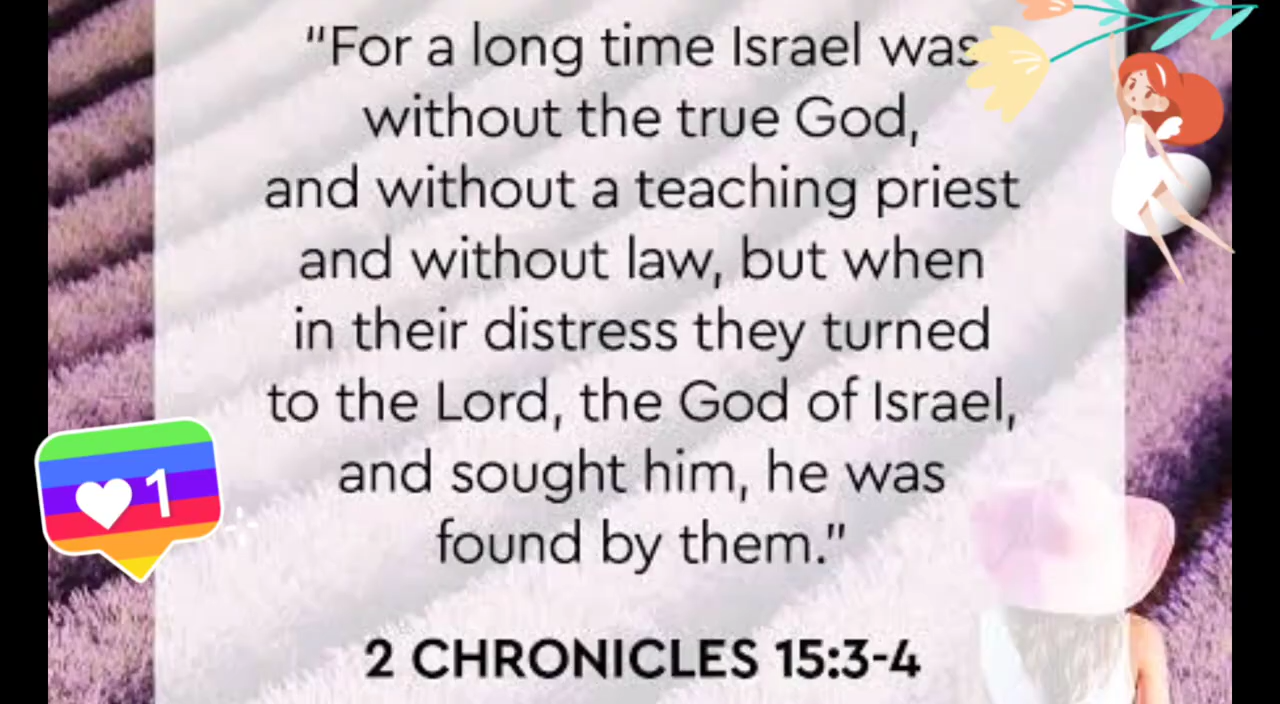 “For a long time Israel was
without the true God,
and without a teaching priest
and without law, but when
in their distress they turned
to the Lord, the God of Israel,
and sought him, he was
found by them.”
1
2 CHRONICLES 15:3-4